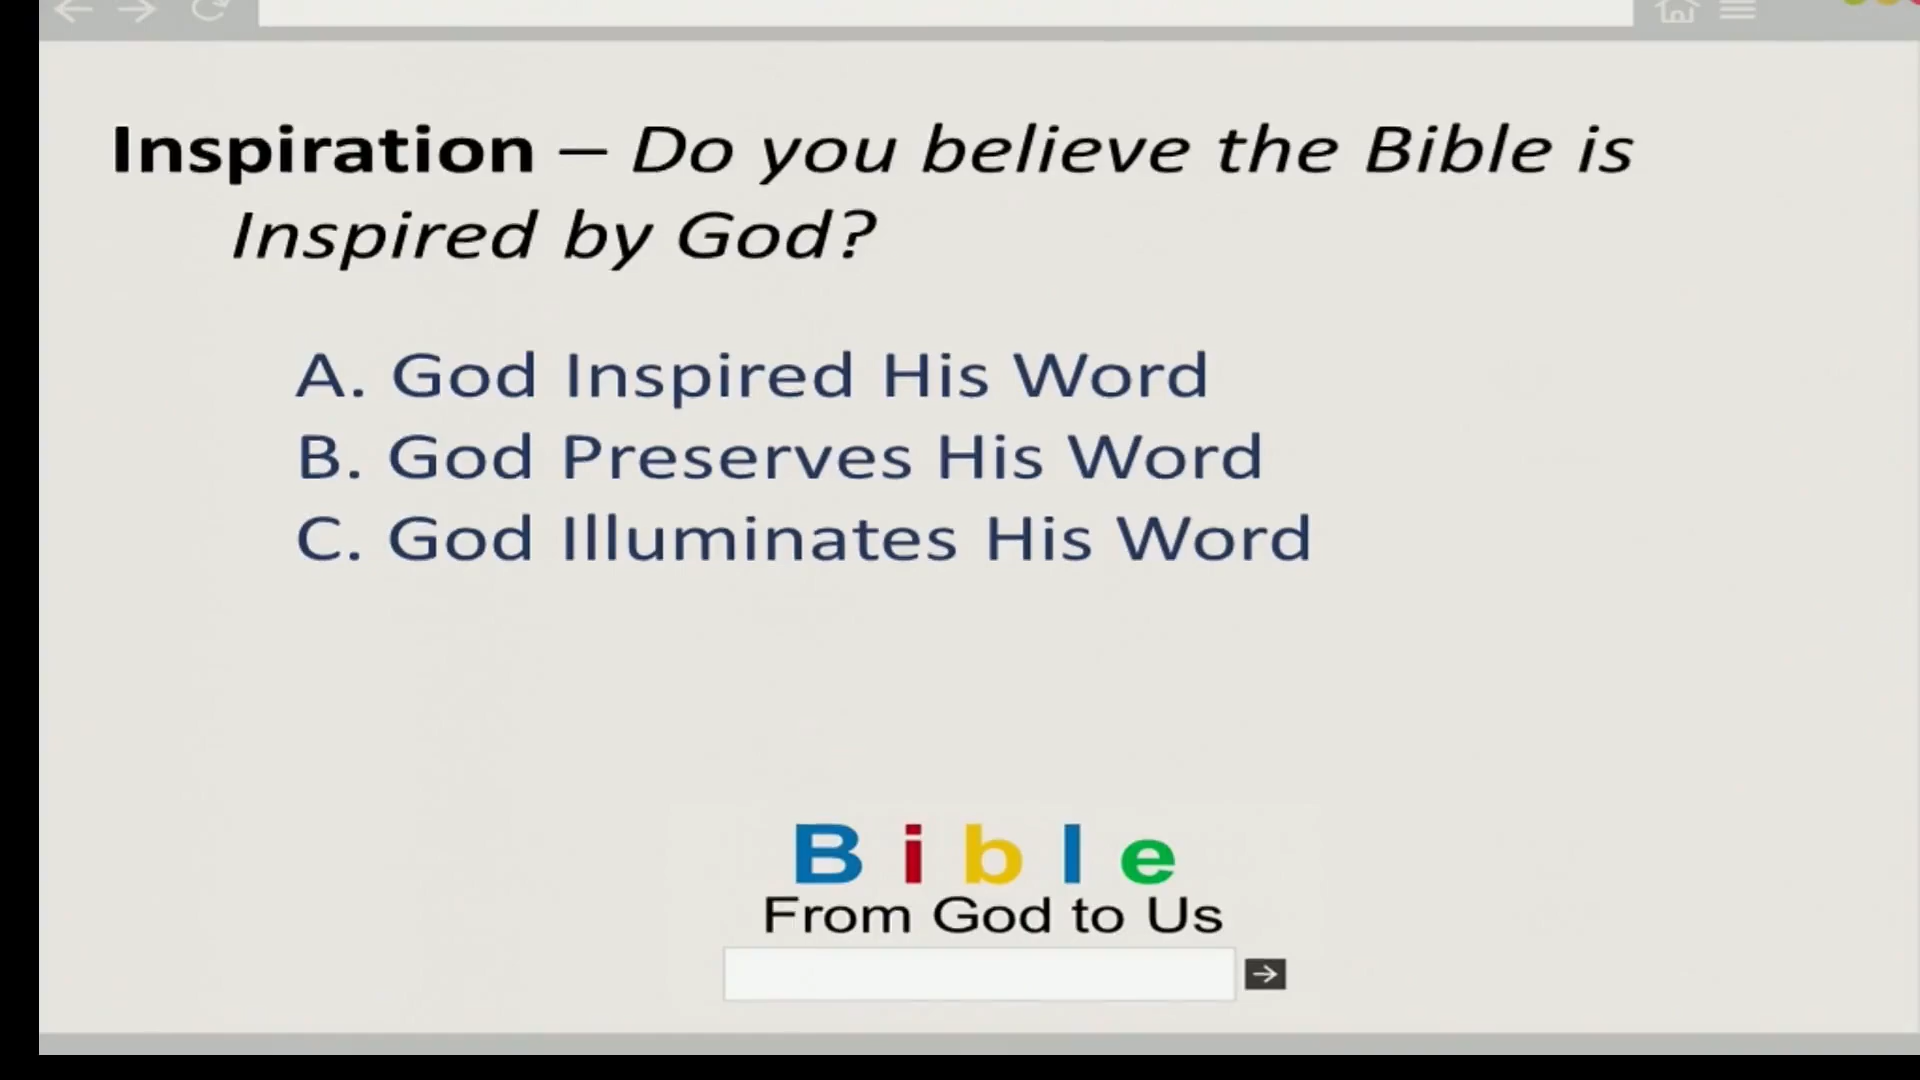 Inspiration – Do you believe the Bible is
Inspired by God?
A. God Inspired His Word
B. God Preserves His Word
C. God Illuminates His Word
Bible
From God to Us